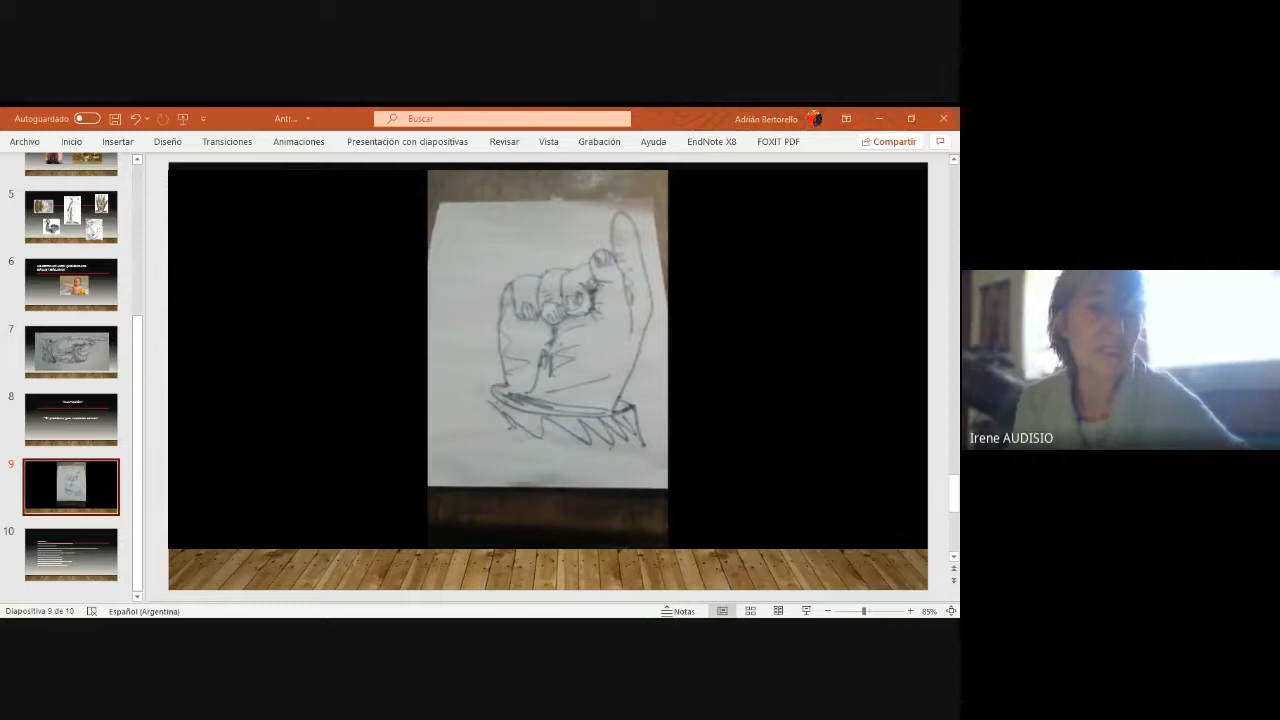 Autoguardado
Antr...
Buscar
Adrián Bertorello
Archivo Inicio Insertar Diseño Transiciones Animaciones Presentación con diapositivas Revisar Vista Grabación Ayuda EndNote X8 FOXIT PDF Compartir
5
6
7
8
9
10
Irene AUDISIO
Diapositiva 9 de 10 Español (Argentina) Notas 85%